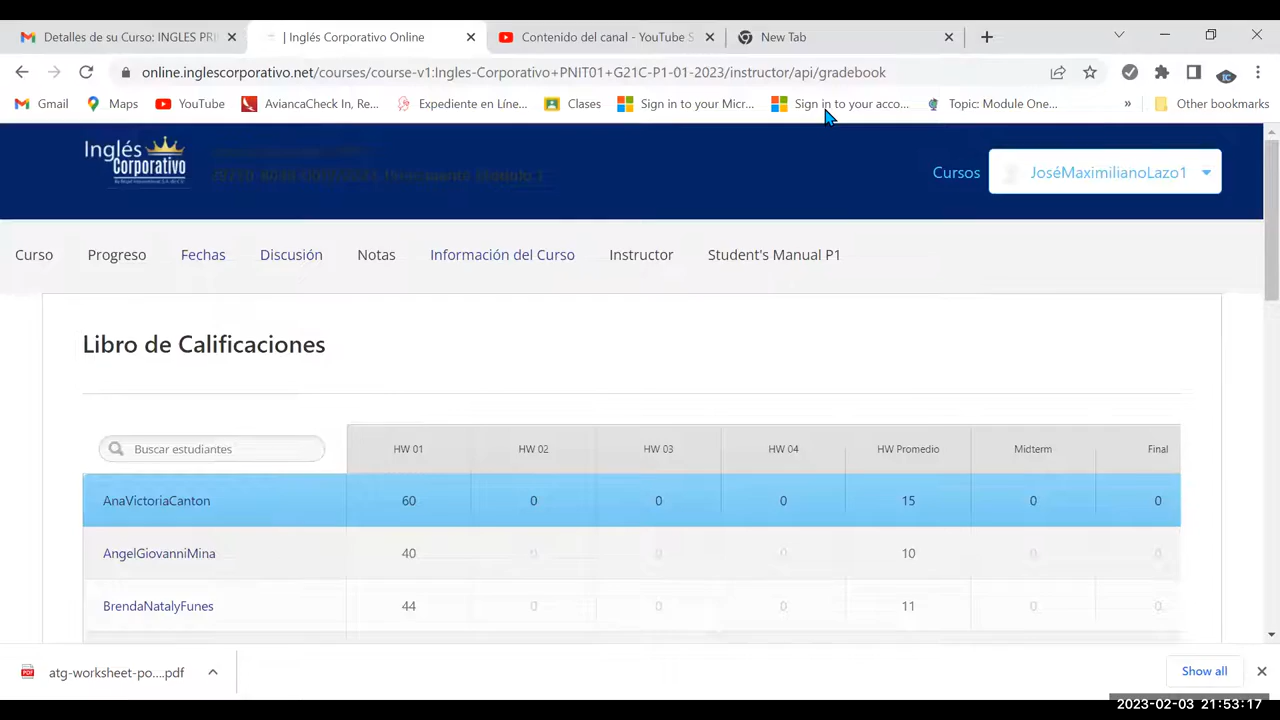 Detalles de su Curso: INGLES PRI
| Inglés Corporativo Online
Contenido del canal - YouTube S
New Tab
online.inglescorporativo.net/courses/course-v1:Ingles-Corporativo+PNIT01+G21C-P1-01-2023/instructor/api/gradebook
Gmail
Maps
YouTube
AviancaCheck In, Re...
Expediente en Líne...
Clases
Sign in to your Micr...
Sign in to your acco...
Topic: Module One...
»
Other bookmarks
Inglés
Corporativo
Cursos
JoséMaximilianoLazo1
Curso
Progreso
Fechas
Discusión
Notas
Información del Curso
Instructor
Student's Manual P1
Libro de Calificaciones
Buscar estudiantes
HW 01 HW 02 HW 03 HW 04 HW Promedio Midterm Final
AnaVictoriaCanton 60 0 0 0 15 0 0
AngelGiovanniMina 40 0 0 0 10 0 0
BrendaNatalyFunes 44 0 0 0 11 0 0
atg-worksheet-po....pdf
Show all
2023-02-03 21:53:17